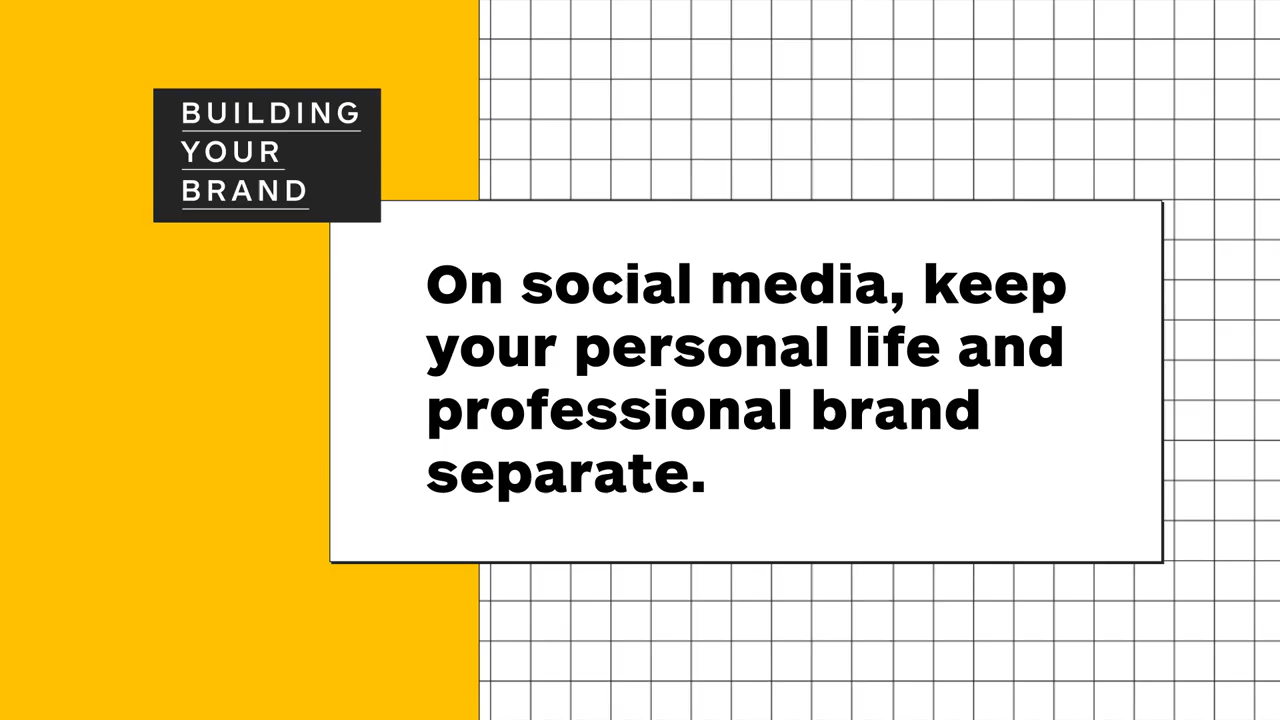 BUILDING
YOUR
BRAND
On social media, keep
your personal life and
professional brand
separate.